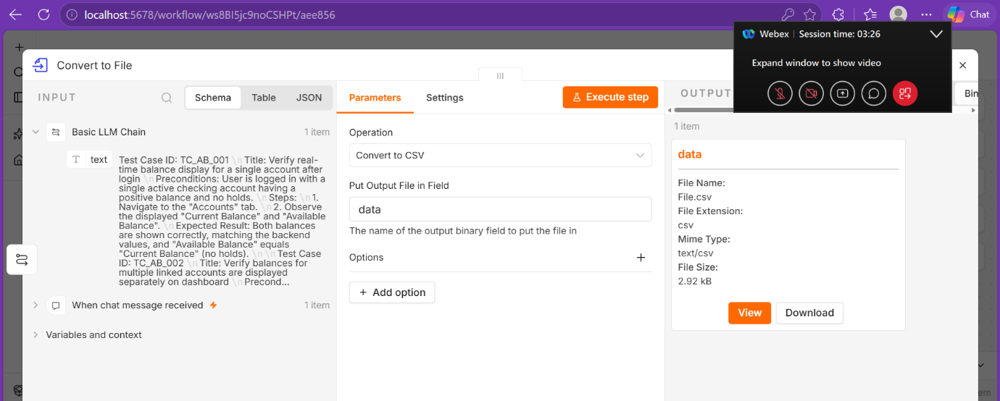 localhost:5678/workflow/ws8BI5jc9noCSHPt/aee856
Chat
Webex | Session time: 03:26
Expand window to show video
Convert to File
INPUT
Schema
Table
JSON
Parameters
Settings
Execute step
OUTPUT
Bin
Basic LLM Chain
1 item
T text
Test Case ID: TC_AB_001 \n Title: Verify real-
time balance display for a single account after
login \n Preconditions: User is logged in with a
single active checking account having a
positive balance and no holds. \n Steps: \n 1.
Navigate to the "Accounts" tab. \n
\n 2. Observe
the displayed "Current Balance" and "Available
Balance". \n Expected Result: Both balances
are shown correctly, matching the backend
values, and "Available Balance" equals
"Current Balance" (no holds). \n \n Test Case
ID: TC_AB_002 \n Title: Verify balances for
multiple linked accounts are displayed
separately on dashboard \n Precond...
When chat message received
1 item
Variables and context
Operation
Convert to CSV
Put Output File in Field
data
The name of the output binary field to put the file in
Options
Add option
1 item
data
File Name:
File.csv
File Extension:
csv
Mime Type:
text/csv
File Size:
2.92 kB
View
Download
em